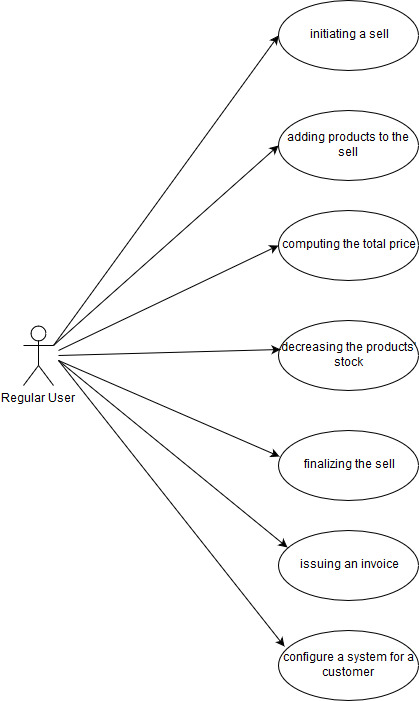 initiating a sell
adding products to the
sell
computing the total price
decreasing the products'
stock
Regular User
finalizing the sell
issuing an invoice
configure a system for a
customer